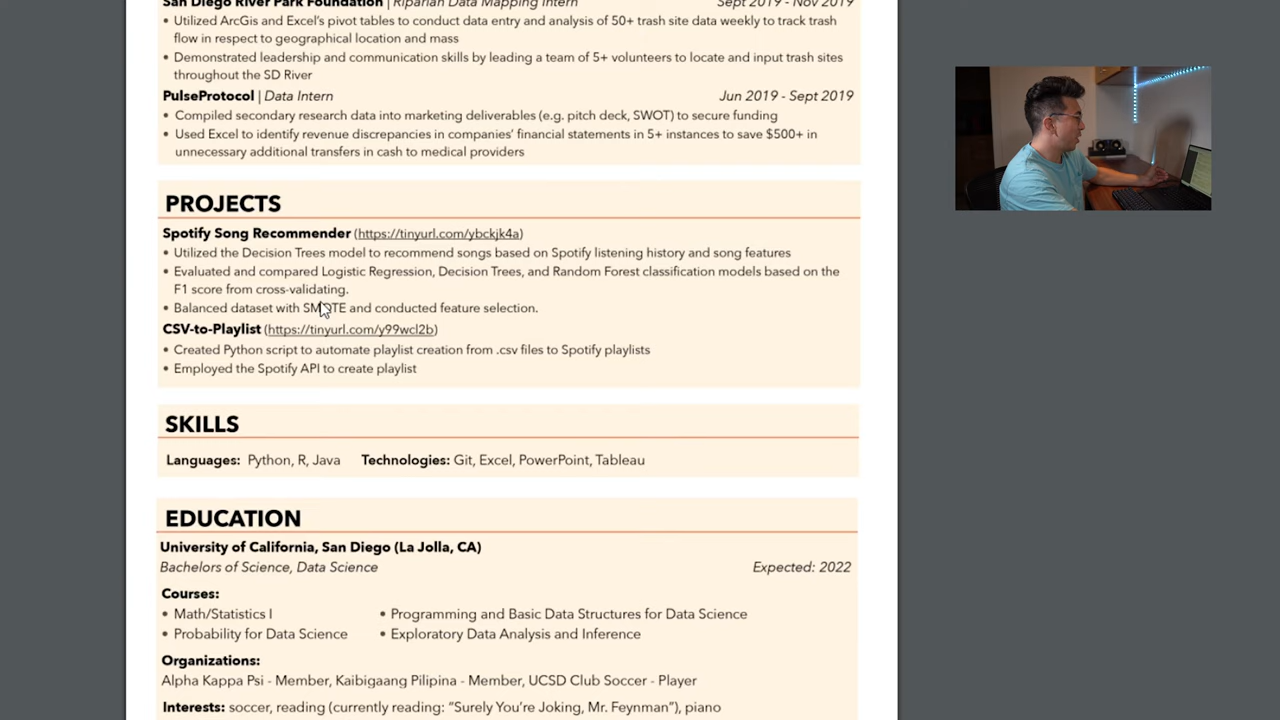 San Diego River Park Foundation | Riparian Data Mapping Intern Sept 2019 - Nov 2019
• Utilized ArcGis and Excel's pivot tables to conduct data entry and analysis of 50+ trash site data weekly to track trash
flow in respect to geographical location and mass
• Demonstrated leadership and communication skills by leading a team of 5+ volunteers to locate and input trash sites
throughout the SD River
PulseProtocol | Data Intern Jun 2019 - Sept 2019
• Compiled secondary research data into marketing deliverables (e.g. pitch deck, SWOT) to secure funding
• Used Excel to identify revenue discrepancies in companies' financial statements in 5+ instances to save $500+ in
unnecessary additional transfers in cash to medical providers
PROJECTS
Spotify Song Recommender (https://tinyurl.com/ybckjk4a)
• Utilized the Decision Trees model to recommend songs based on Spotify listening history and song features
• Evaluated and compared Logistic Regression, Decision Trees, and Random Forest classification models based on the
F1 score from cross-validating.
• Balanced dataset with SMOTE and conducted feature selection.
CSV-to-Playlist (https://tinyurl.com/y99wcl2b)
• Created Python script to automate playlist creation from .csv files to Spotify playlists
• Employed the Spotify API to create playlist
SKILLS
Languages: Python, R, Java Technologies: Git, Excel, PowerPoint, Tableau
EDUCATION
University of California, San Diego (La Jolla, CA)
Bachelors of Science, Data Science Expected: 2022
Courses:
• Math/Statistics I • Programming and Basic Data Structures for Data Science
• Probability for Data Science • Exploratory Data Analysis and Inference
Organizations:
Alpha Kappa Psi - Member, Kaibigaang Pilipina - Member, UCSD Club Soccer - Player
Interests: soccer, reading (currently reading: "Surely You're Joking, Mr. Feynman"), piano